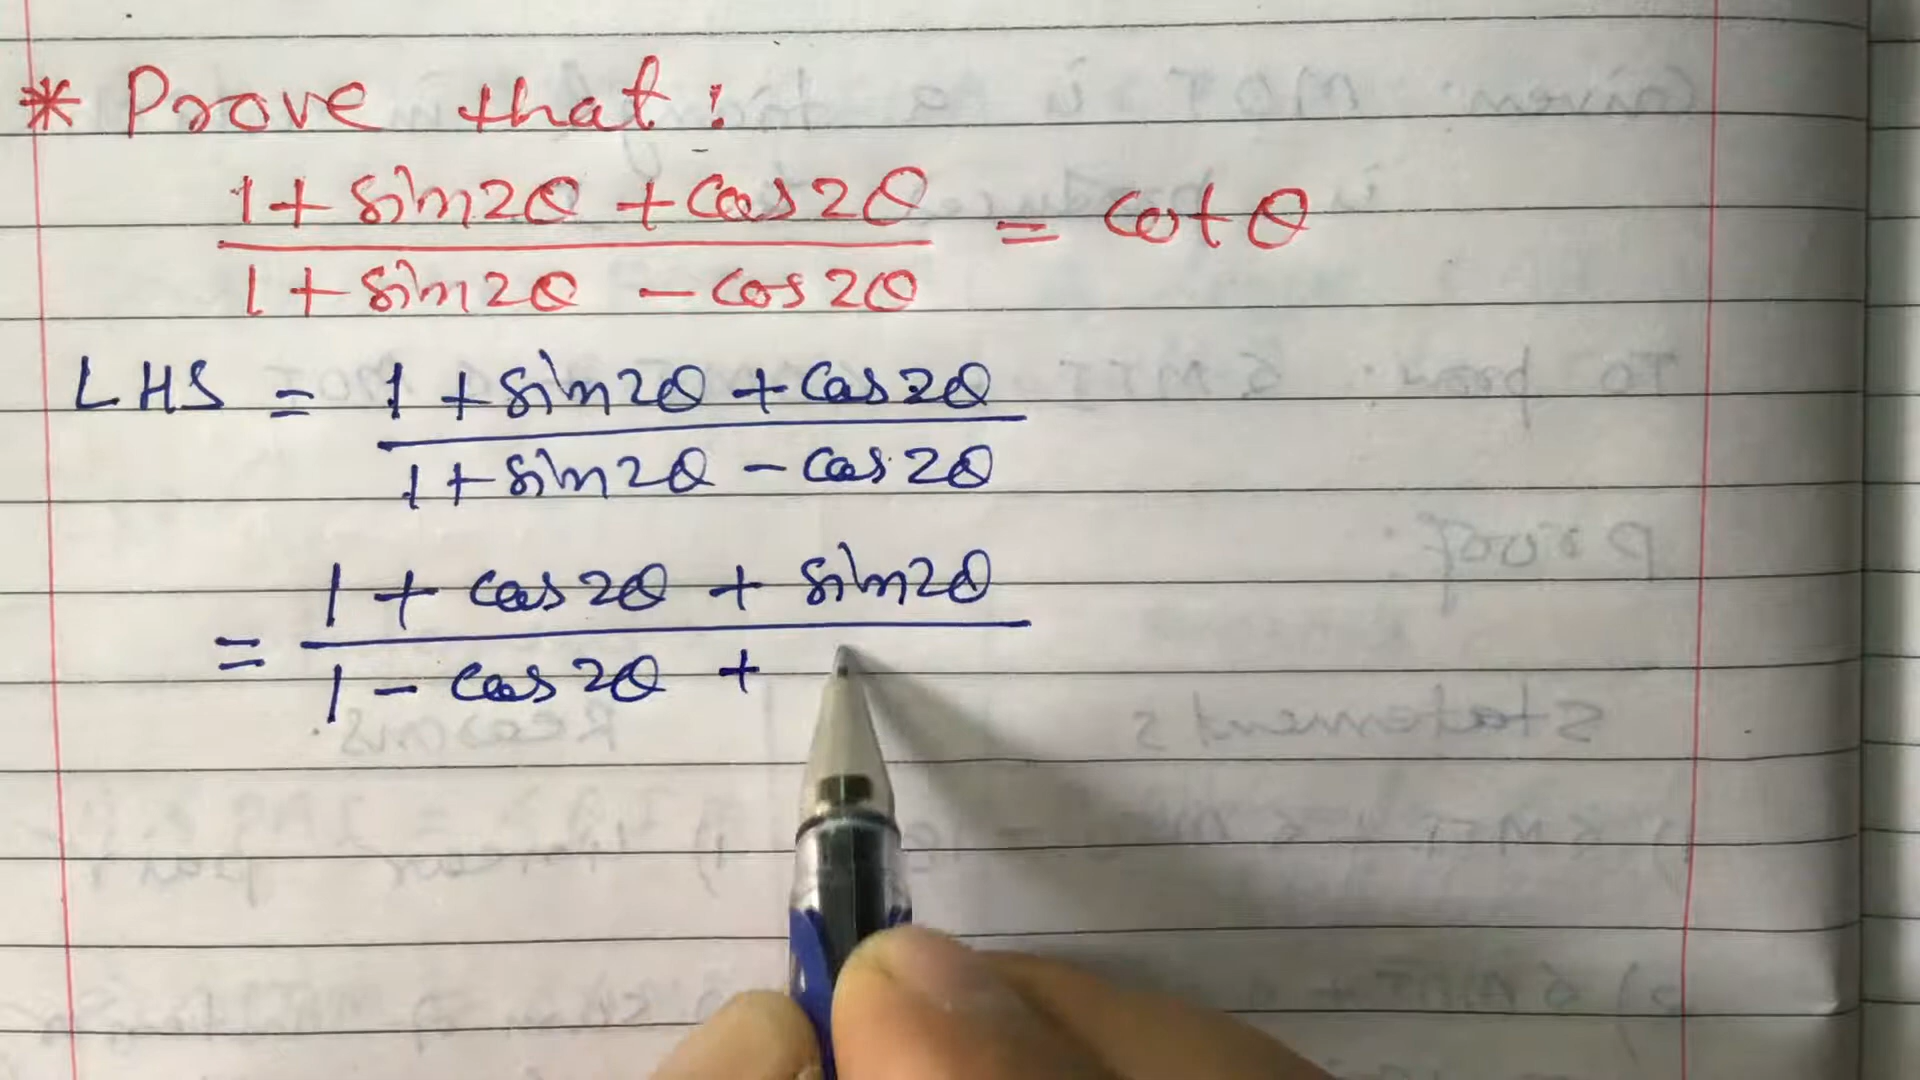 * Prove that :
1 + sin2θ + cos2θ
―――――――― = cot θ
1 + sin2θ - cos2θ
LHS = 1 + sin2θ + cos2θ
――――――――
1 + sin2θ - cos2θ
= 1 + cos2θ + sin2θ
――――――――
1 - cos2θ +